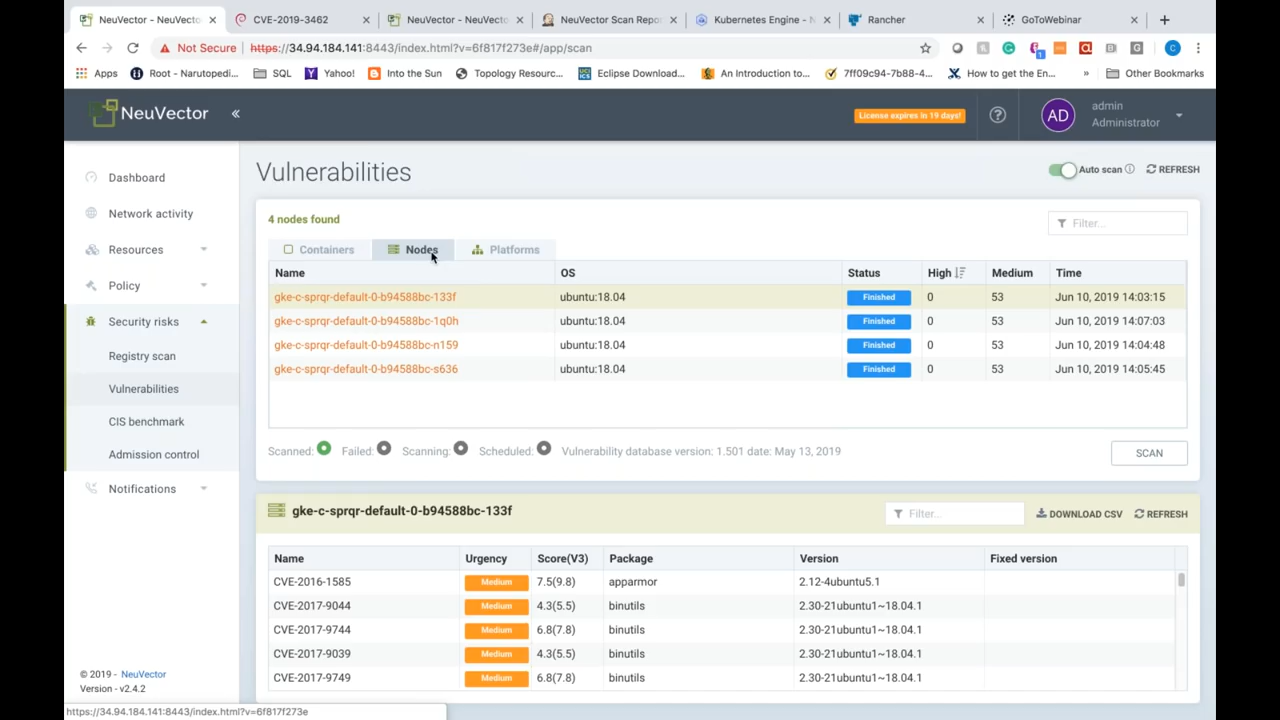 NeuVector - NeuVecto
CVE-2019-3462
NeuVector - NeuVecto
NeuVector Scan Repor
Kubernetes Engine - N
Rancher
GoToWebinar
Not Secure https://34.94.184.141:8443/index.html?v=6f817f273e#/app/scan
Apps Root - Narutopedi... SQL Yahoo! Into the Sun Topology Resourc... Eclipse Download... An Introduction to... 7ff09c94-7b88-4... How to get the En... » Other Bookmarks
NeuVector «
License expires in 19 days!
AD
admin
Administrator
Dashboard
Network activity
Resources
Policy
Security risks
Registry scan
Vulnerabilities
CIS benchmark
Admission control
Notifications
© 2019 - NeuVector
Version - v2.4.2
Vulnerabilities
Auto scan REFRESH
4 nodes found
Filter...
Containers Nodes Platforms
Name OS Status High Medium Time
gke-c-sprqr-default-0-b94588bc-133f ubuntu:18.04 Finished 0 53 Jun 10, 2019 14:03:15
gke-c-sprqr-default-0-b94588bc-1q0h ubuntu:18.04 Finished 0 53 Jun 10, 2019 14:07:03
gke-c-sprqr-default-0-b94588bc-n159 ubuntu:18.04 Finished 0 53 Jun 10, 2019 14:04:48
gke-c-sprqr-default-0-b94588bc-s636 ubuntu:18.04 Finished 0 53 Jun 10, 2019 14:05:45
Scanned: Failed: Scanning: Scheduled: Vulnerability database version: 1.501 date: May 13, 2019
SCAN
gke-c-sprqr-default-0-b94588bc-133f
Filter... DOWNLOAD CSV REFRESH
Name Urgency Score(V3) Package Version Fixed version
CVE-2016-1585 Medium 7.5(9.8) apparmor 2.12-4ubuntu5.1
CVE-2017-9044 Medium 4.3(5.5) binutils 2.30-21ubuntu1~18.04.1
CVE-2017-9744 Medium 6.8(7.8) binutils 2.30-21ubuntu1~18.04.1
CVE-2017-9039 Medium 4.3(5.5) binutils 2.30-21ubuntu1~18.04.1
CVE-2017-9749 Medium 6.8(7.8) binutils 2.30-21ubuntu1~18.04.1
https://34.94.184.141:8443/index.html?v=6f817f273e